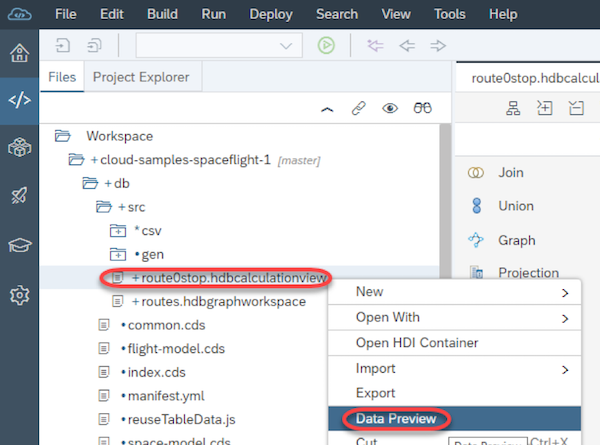 File Edit Build Run Deploy Search View Tools Help
Files Project Explorer
route0stop.hdbcalcul
Workspace
+cloud-samples-spaceflight-1 [master]
+db
+src
*csv
•gen
+route0stop.hdbcalculationview
+routes.hdbgraphworkspace
•common.cds
•flight-model.cds
•index.cds
•manifest.yml
•reuseTableData.js
•space-model.cds
Join
Union
Graph
Projection
New
Open With
Open HDI Container
Import
Export
Data Preview
Cut
Ctrl+X
Data Preview